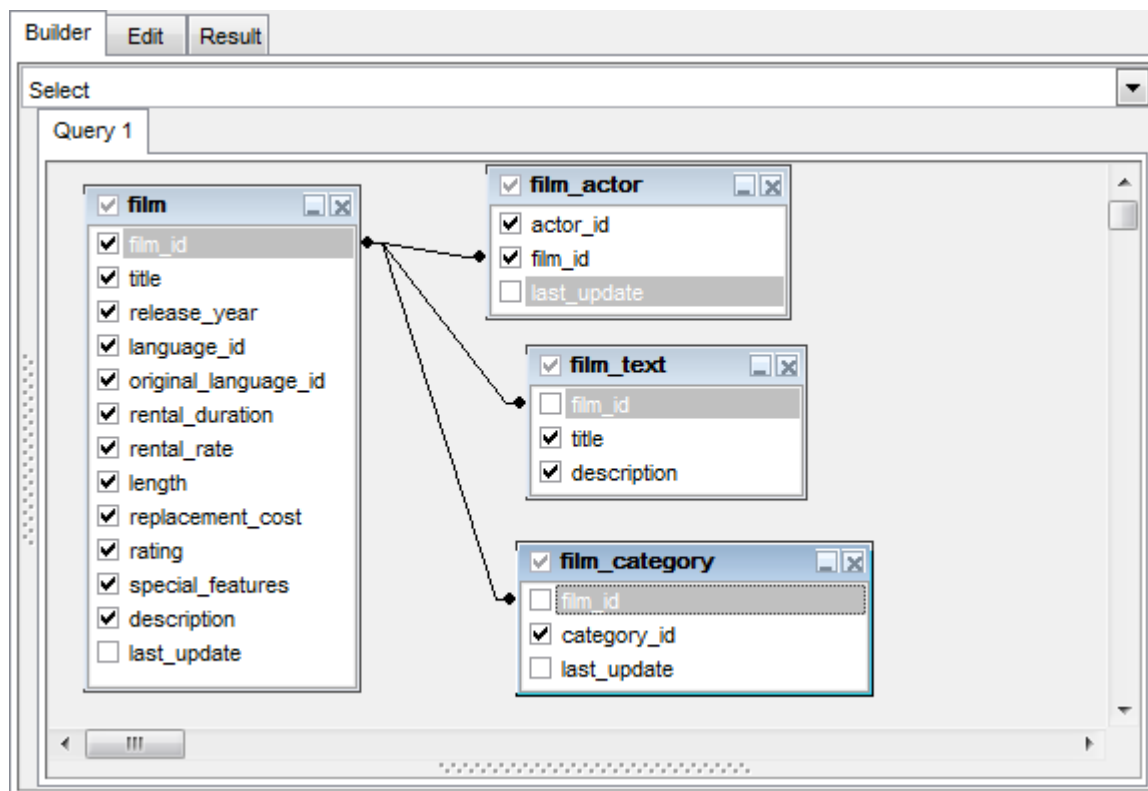 Builder Edit Result
Select
Query 1
film
film_id
title
release_year
language_id
original_language_id
rental_duration
rental_rate
length
replacement_cost
rating
special_features
description
last_update
film_actor
actor_id
film_id
last_update
film_text
film_id
title
description
film_category
film_id
category_id
last_update